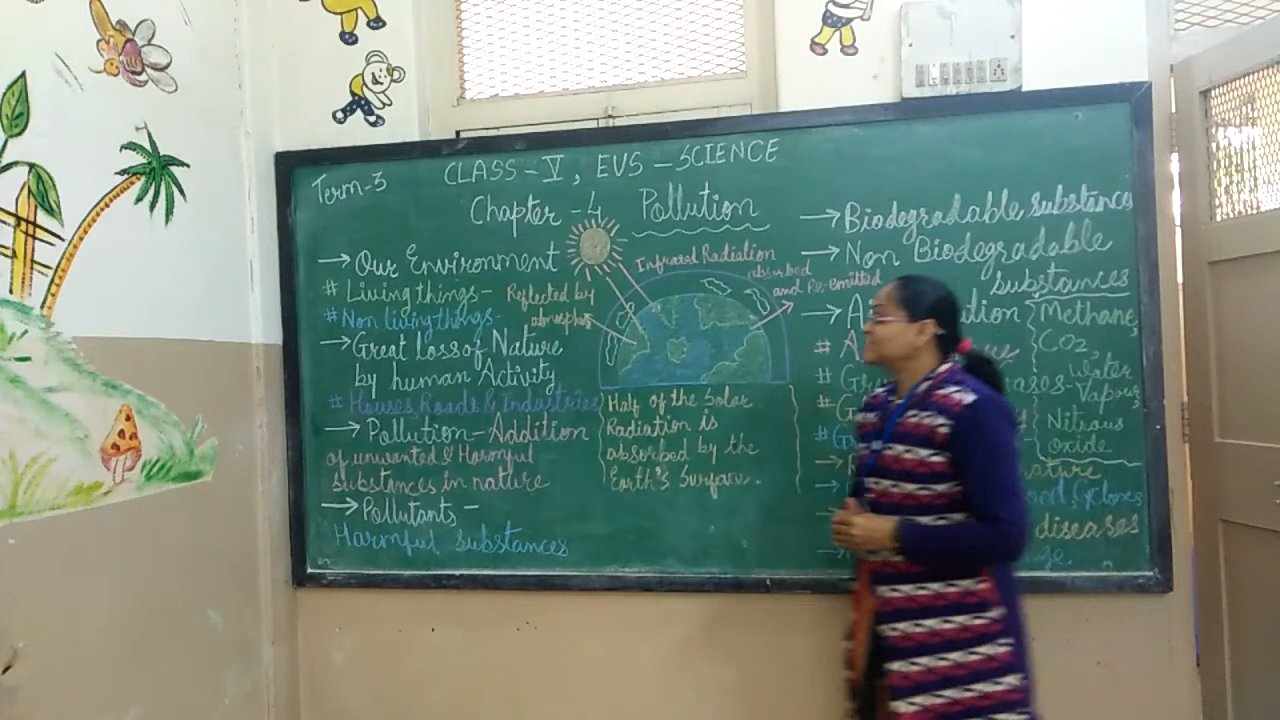 Term-3
CLASS - V, EVS - SCIENCE
Chapter - 4 Pollution
→ Our Environment
# Living things -
# Non living things -
→ Great loss of Nature
by human Activity
# Houses, Roads & Industries
→ Pollution - Addition
of unwanted & Harmful
substances in nature
→ Pollutants -
Harmful substances
Infrared Radiation
absorbed
and Re-emitted
Reflected by
Half of the Solar
Radiation is
absorbed by the
Earth's Surface.
→ Biodegradable substance
→ Non Biodegradable
substances
Methane,
CO2,
Water
Vapour,
Nitrous
oxide
diseases